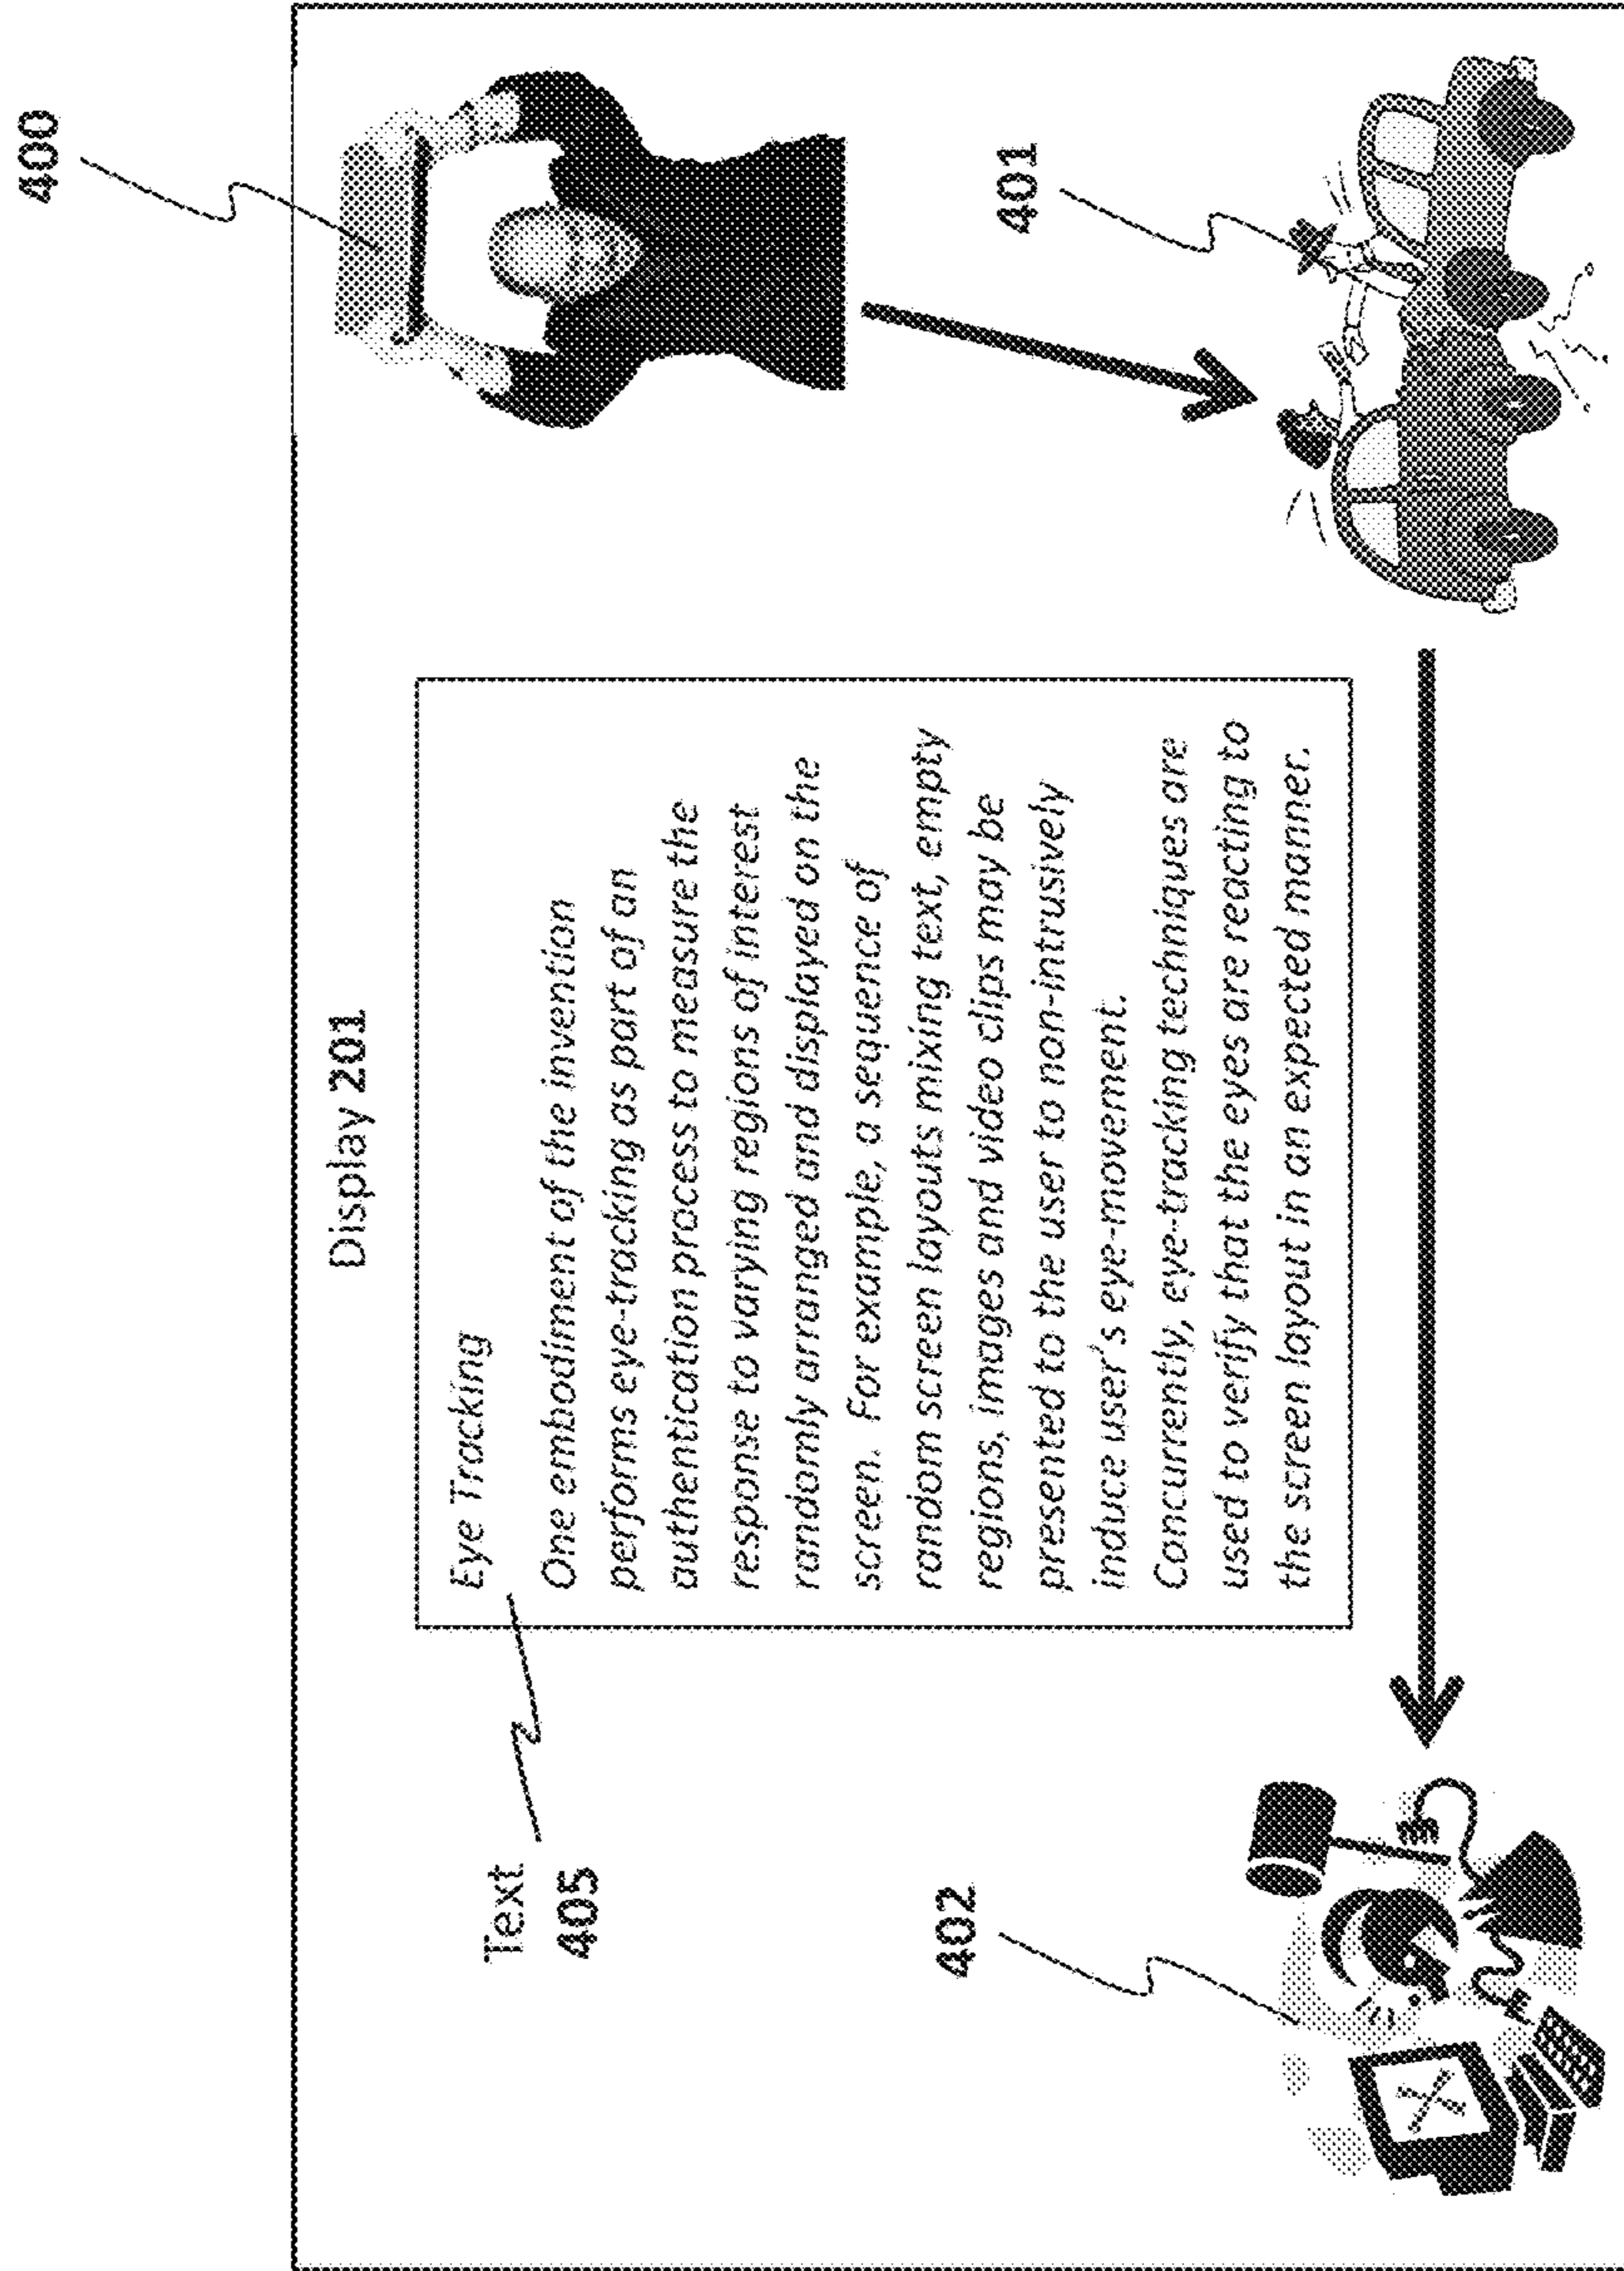 Display 201
400
Text
405
Eye Tracking
One embodiment of the invention
performs eye-tracking as part of an
authentication process to measure the
response to varying regions of interest
randomly arranged and displayed on the
screen. For example, a sequence of
random screen layouts mixing text, empty
regions, images and video clips may be
presented to the user to non-intrusively
induce user's eye-movement.
Concurrently, eye-tracking techniques are
used to verify that the eyes are reacting to
the screen layout in an expected manner.
402
401